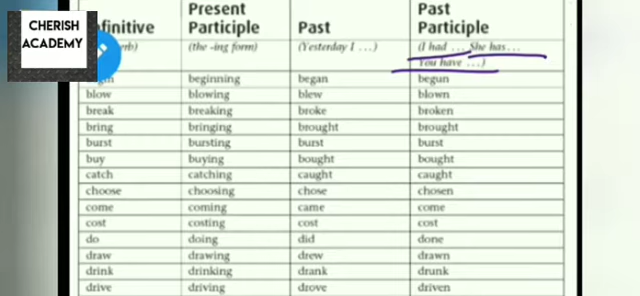 CHERISH
ACADEMY
finitive Present Participle Past Past Participle
rb) (the -ing form) (Yesterday I ...) (I had ... She has...
You have ...)
beginning began begun
blow blowing blew blown
break breaking broke broken
bring bringing brought brought
burst bursting burst burst
buy buying bought bought
catch catching caught caught
choose choosing chose chosen
come coming came come
cost costing cost cost
do doing did done
draw drawing drew drawn
drink drinking drank drunk
drive driving drove driven